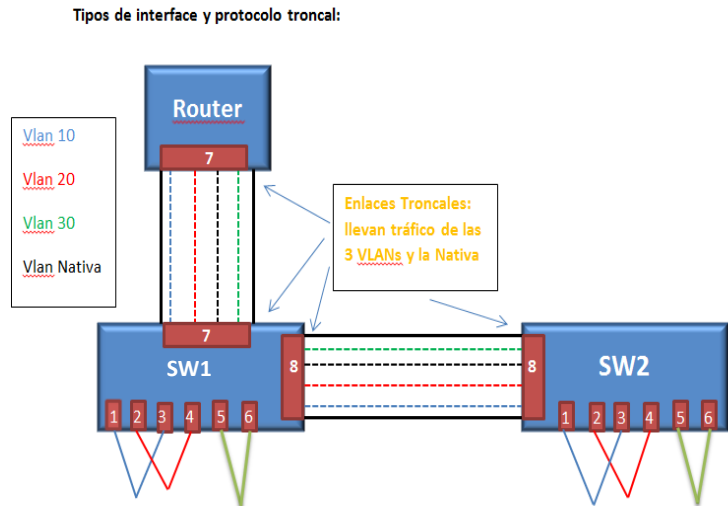 Tipos de interface y protocolo troncal:
Router
7
Vlan 10
Vlan 20
Vlan 30
Vlan Nativa
Enlaces Troncales:
llevan tráfico de las
3 VLANs y la Nativa
7
SW1
8
1 2 3 4 5 6
8
SW2
1 2 3 4 5 6